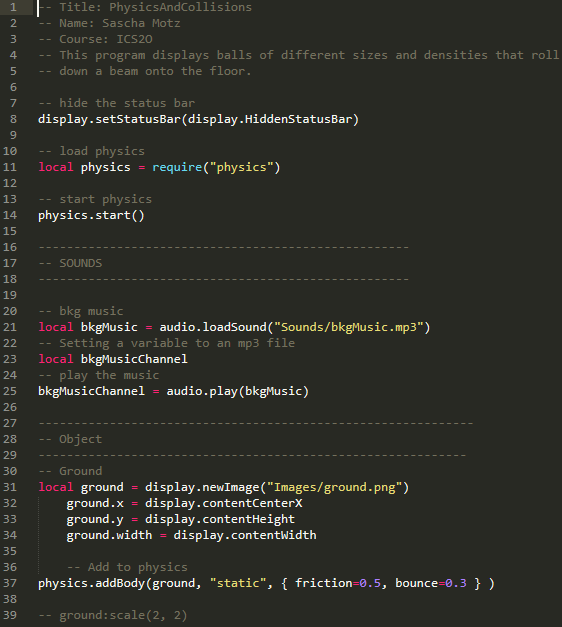 1 -- Title: PhysicsAndCollisions
2 -- Name: Sascha Motz
3 -- Course: ICS2O
4 -- This program displays balls of different sizes and densities that roll
5 -- down a beam onto the floor.
6
7 -- hide the status bar
8 display.setStatusBar(display.HiddenStatusBar)
9
10 -- load physics
11 local physics = require("physics")
12
13 -- start physics
14 physics.start()
15
16 ----------------------------------------------------
17 -- SOUNDS
18 ----------------------------------------------------
19
20 -- bkg music
21 local bkgMusic = audio.loadSound("Sounds/bkgMusic.mp3")
22 -- Setting a variable to an mp3 file
23 local bkgMusicChannel
24 -- play the music
25 bkgMusicChannel = audio.play(bkgMusic)
26
27 -------------------------------------------------------------
28 -- Object
29 ------------------------------------------------------------
30 -- Ground
31 local ground = display.newImage("Images/ground.png")
32     ground.x = display.contentCenterX
33     ground.y = display.contentHeight
34     ground.width = display.contentWidth
35
36     -- Add to physics
37 physics.addBody(ground, "static", { friction=0.5, bounce=0.3 } )
38
39 -- ground:scale(2, 2)